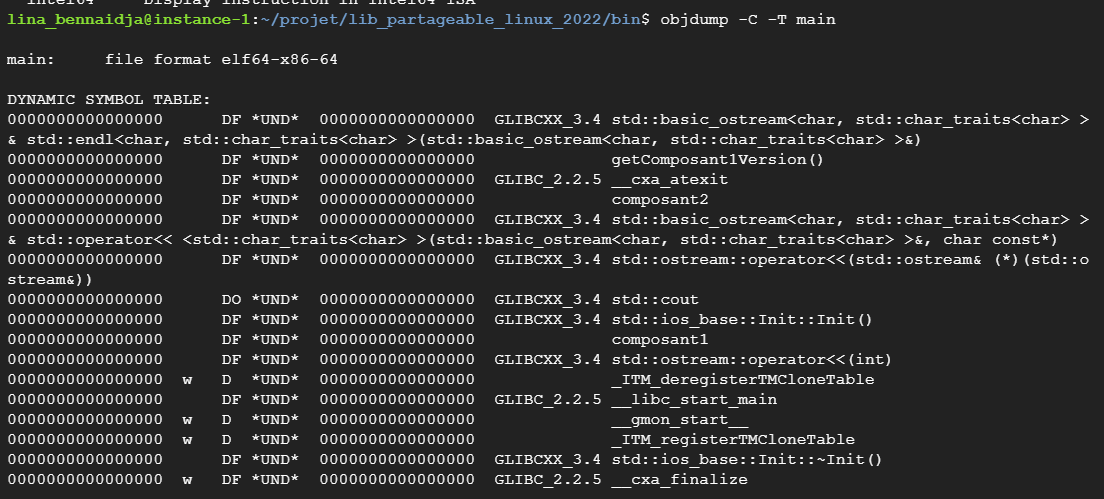 lina_bennaidja@instance-1:~/projet/lib_partageable_linux_2022/bin$ objdump -C -T main
main:     file format elf64-x86-64
DYNAMIC SYMBOL TABLE:
0000000000000000      DF *UND*  0000000000000000  GLIBCXX_3.4 std::basic_ostream<char, std::char_traits<char> >
& std::endl<char, std::char_traits<char> >(std::basic_ostream<char, std::char_traits<char> >&)
0000000000000000      DF *UND*  0000000000000000              getComposant1Version()
0000000000000000      DF *UND*  0000000000000000  GLIBC_2.2.5 __cxa_atexit
0000000000000000      DF *UND*  0000000000000000              composant2
0000000000000000      DF *UND*  0000000000000000  GLIBCXX_3.4 std::basic_ostream<char, std::char_traits<char> >
& std::operator<< <std::char_traits<char> >(std::basic_ostream<char, std::char_traits<char> >&, char const*)
0000000000000000      DF *UND*  0000000000000000  GLIBCXX_3.4 std::ostream::operator<<(std::ostream& (*)(std::o
stream&))
0000000000000000      DO *UND*  0000000000000000  GLIBCXX_3.4 std::cout
0000000000000000      DF *UND*  0000000000000000  GLIBCXX_3.4 std::ios_base::Init::Init()
0000000000000000      DF *UND*  0000000000000000              composant1
0000000000000000      DF *UND*  0000000000000000  GLIBCXX_3.4 std::ostream::operator<<(int)
0000000000000000  w   D  *UND*  0000000000000000              _ITM_deregisterTMCloneTable
0000000000000000      DF *UND*  0000000000000000  GLIBC_2.2.5 __libc_start_main
0000000000000000  w   D  *UND*  0000000000000000              __gmon_start__
0000000000000000  w   D  *UND*  0000000000000000              _ITM_registerTMCloneTable
0000000000000000      DF *UND*  0000000000000000  GLIBCXX_3.4 std::ios_base::Init::~Init()
0000000000000000  w   DF *UND*  0000000000000000  GLIBC_2.2.5 __cxa_finalize